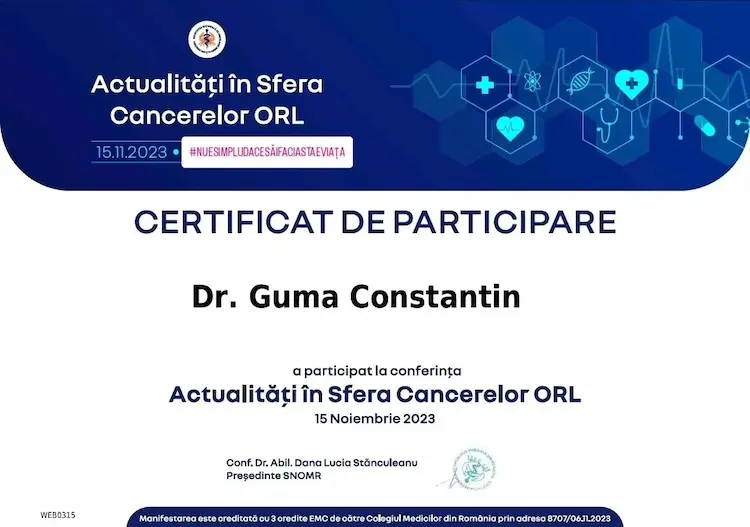 Actualități în Sfera
Cancerelor ORL
15.11.2023 • #NUESIMPLUDACESĂIFACIASTAEVIAȚA
CERTIFICAT DE PARTICIPARE
Dr. Guma Constantin
a participat la conferința
Actualități în Sfera Cancerelor ORL
15 Noiembrie 2023
Conf. Dr. Abil. Dana Lucia Stănculeanu
Președinte SNOMR
WEB0315
Manifestarea este creditată cu 3 credite EMC de către Colegiul Medicilor din România prin adresa 8707/06.11.2023